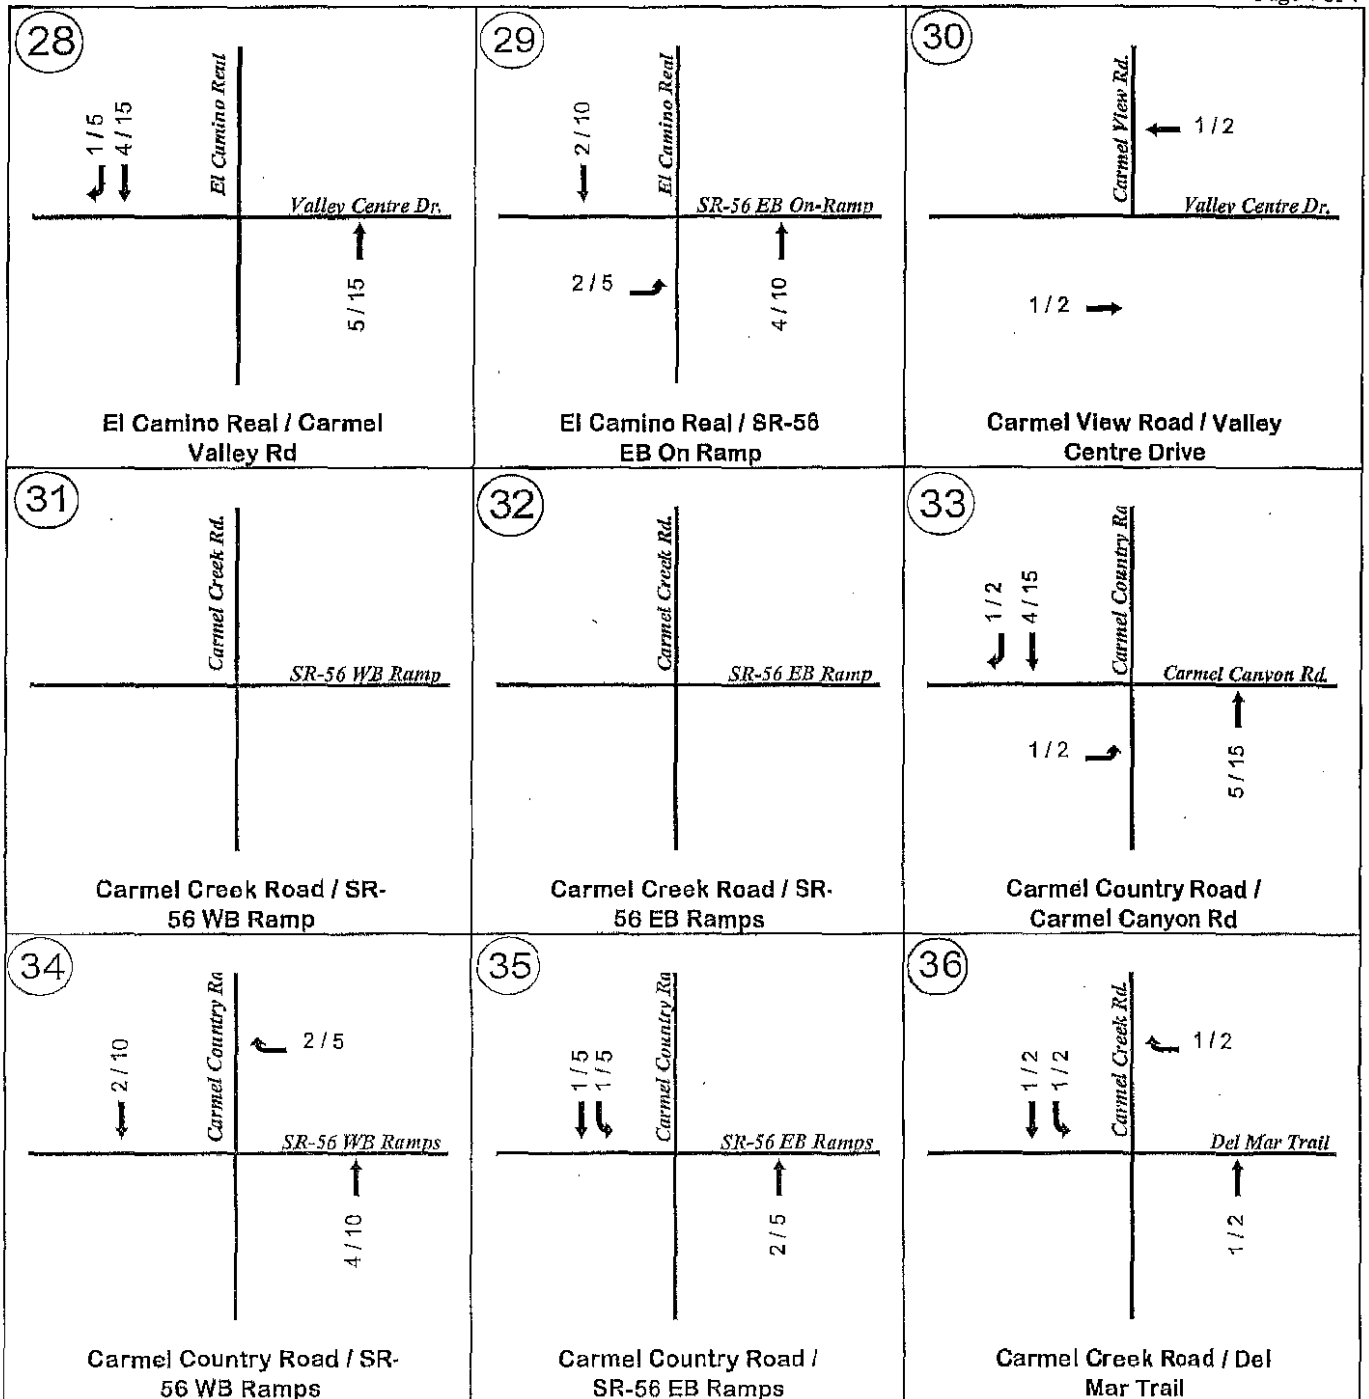 28
El Camino Real
1 / 5
4 / 15
Valley Centre Dr.
5 / 15
El Camino Real / Carmel
Valley Rd
29
El Camino Real
2 / 10
SR-56 EB On-Ramp
2 / 5
4 / 10
El Camino Real / SR-56
EB On Ramp
30
Carmel View Rd.
1 / 2
Valley Centre Dr.
1 / 2
Carmel View Road / Valley
Centre Drive
31
Carmel Creek Rd.
SR-56 WB Ramp
Carmel Creek Road / SR-
56 WB Ramp
32
Carmel Creek Rd.
SR-56 EB Ramp
Carmel Creek Road / SR-
56 EB Ramps
33
Carmel Country Ra
1 / 2
4 / 15
Carmel Canyon Rd.
1 / 2
5 / 15
Carmel Country Road /
Carmel Canyon Rd
34
Carmel Country Ra
2 / 10
2 / 5
SR-56 WB Ramps
4 / 10
Carmel Country Road / SR-
56 WB Ramps
35
Carmel Country Ra
1 / 5
1 / 5
SR-56 EB Ramps
2 / 5
Carmel Country Road /
SR-56 EB Ramps
36
Carmel Creek Rd.
1 / 2
1 / 2
1 / 2
Del Mar Trail
1 / 2
Carmel Creek Road / Del
Mar Trail